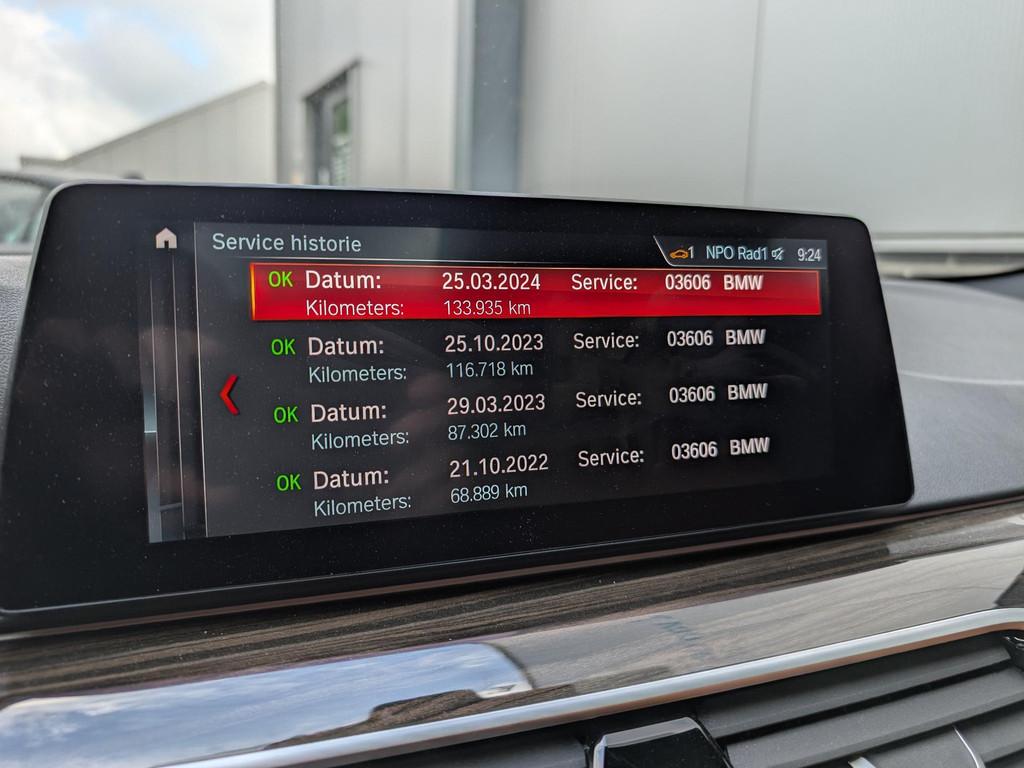 Service historie 1 NPO Rad1 9:24
OK Datum: 25.03.2024 Service: 03606 BMW
Kilometers: 133.935 km
OK Datum: 25.10.2023 Service: 03606 BMW
Kilometers: 116.718 km
OK Datum: 29.03.2023 Service: 03606 BMW
Kilometers: 87.302 km
OK Datum: 21.10.2022 Service: 03606 BMW
Kilometers: 68.889 km